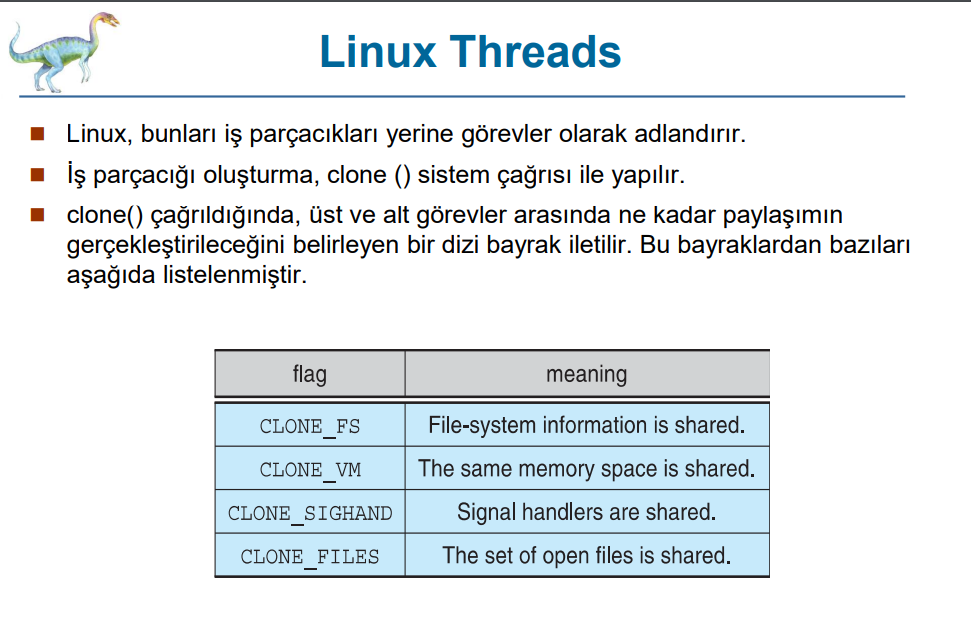 Linux Threads
Linux, bunları iş parçacıkları yerine görevler olarak adlandırır.
İş parçacığı oluşturma, clone () sistem çağrısı ile yapılır.
clone() çağrıldığında, üst ve alt görevler arasında ne kadar paylaşımın
gerçekleştirileceğini belirleyen bir dizi bayrak iletilir. Bu bayraklardan bazıları
aşağıda listelenmiştir.
flag meaning
CLONE_FS File-system information is shared.
CLONE_VM The same memory space is shared.
CLONE_SIGHAND Signal handlers are shared.
CLONE_FILES The set of open files is shared.